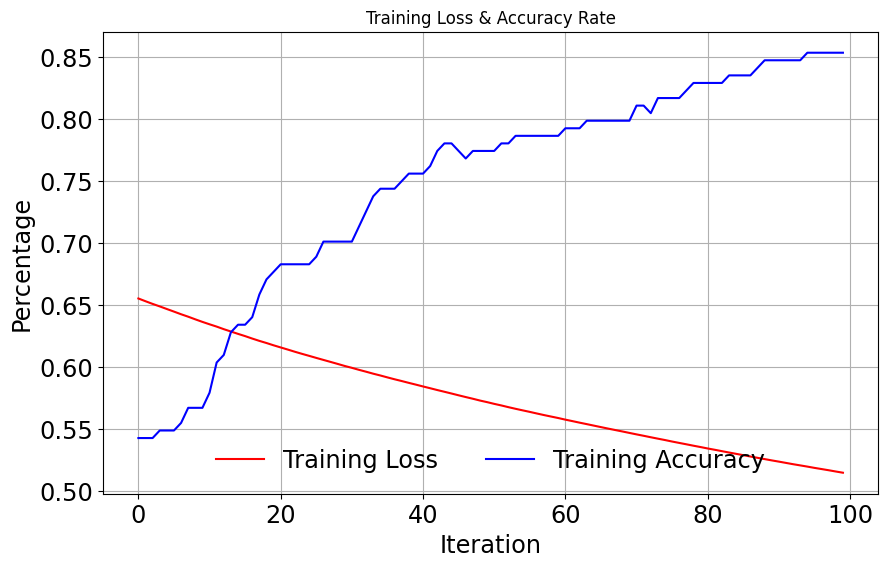 Training Loss & Accuracy Rate
0.85
0.80
0.75
0.70
0.65
0.60
0.55
0.50
Percentage
Training Loss Training Accuracy
0 20 40 60 80 100
Iteration